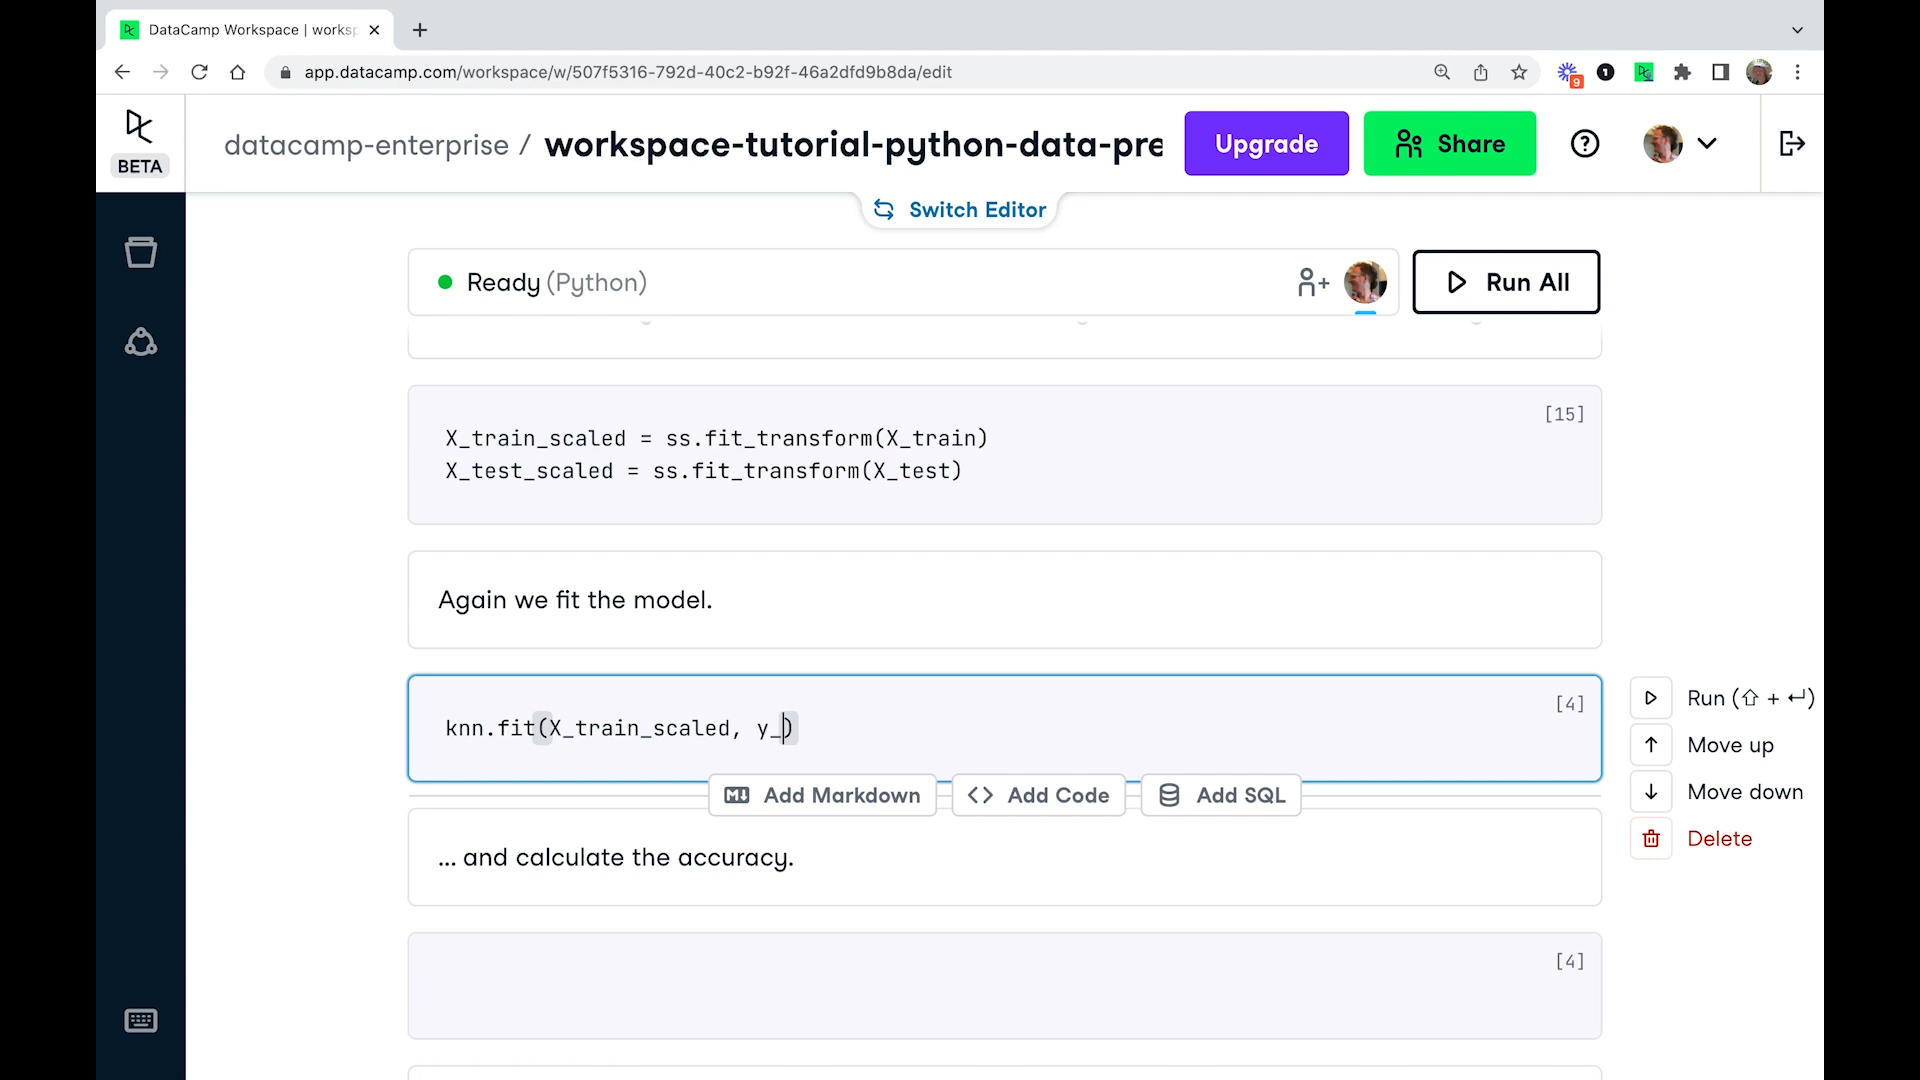 DataCamp Workspace | worksp
app.datacamp.com/workspace/w/507f5316-792d-40c2-b92f-46a2dfd9b8da/edit
9
1
BETA
datacamp-enterprise / workspace-tutorial-python-data-pre
Upgrade
Share
Switch Editor
Ready (Python)
Run All
[15]
X_train_scaled = ss.fit_transform(X_train)
X_test_scaled = ss.fit_transform(X_test)
Again we fit the model.
[4]
knn.fit(X_train_scaled, y_)
Run (⇧ + ↵)
Move up
Move down
Delete
Add Markdown
Add Code
Add SQL
... and calculate the accuracy.
[4]